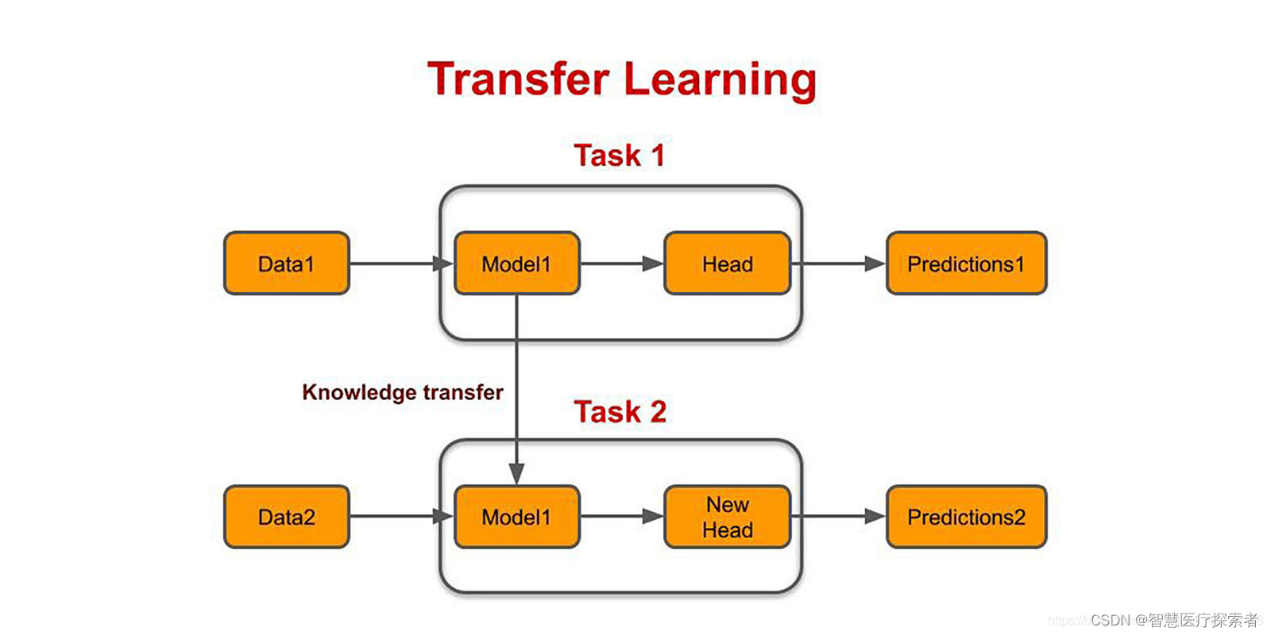 Transfer Learning
Task 1
Data1
Model1
Head
Predictions1
Knowledge transfer
Task 2
Data2
Model1
New
Head
Predictions2
CSDN @智慧医疗探索者